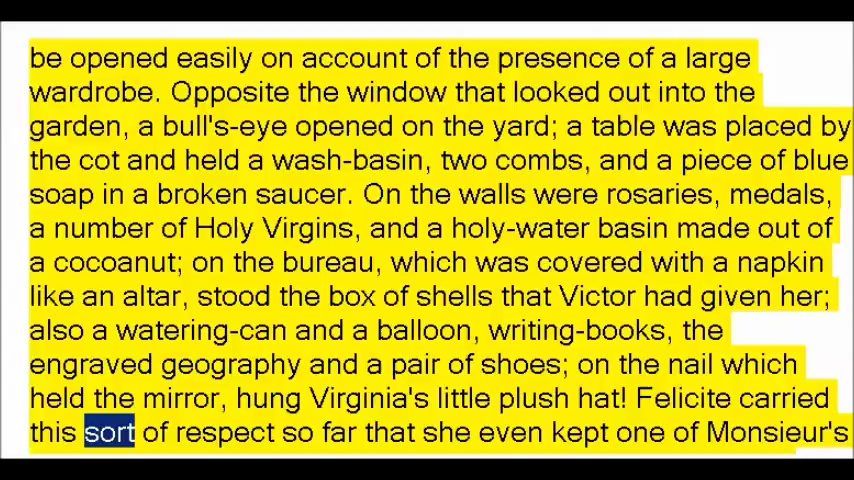 be opened easily on account of the presence of a large
wardrobe. Opposite the window that looked out into the
garden, a bull's-eye opened on the yard; a table was placed by
the cot and held a wash-basin, two combs, and a piece of blue
soap in a broken saucer. On the walls were rosaries, medals,
a number of Holy Virgins, and a holy-water basin made out of
a cocoanut; on the bureau, which was covered with a napkin
like an altar, stood the box of shells that Victor had given her;
also a watering-can and a balloon, writing-books, the
engraved geography and a pair of shoes; on the nail which
held the mirror, hung Virginia's little plush hat! Felicite carried
this sort of respect so far that she even kept one of Monsieur's